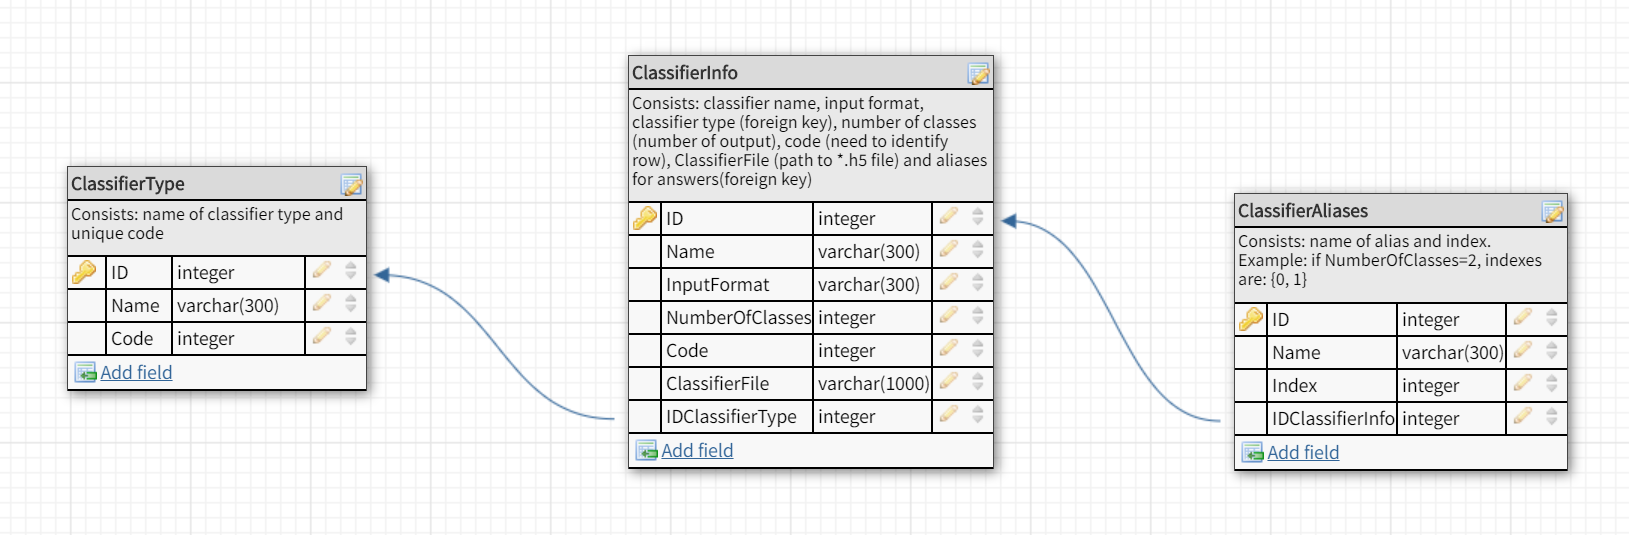 ClassifierType
Consists: name of classifier type and
unique code
ID integer
Name varchar(300)
Code integer
Add field
ClassifierInfo
Consists: classifier name, input format,
classifier type (foreign key), number of classes
(number of output), code (need to identify
row), ClassifierFile (path to *.h5 file) and aliases
for answers(foreign key)
ID integer
Name varchar(300)
InputFormat varchar(300)
NumberOfClasses integer
Code integer
ClassifierFile varchar(1000)
IDClassifierType integer
Add field
ClassifierAliases
Consists: name of alias and index.
Example: if NumberOfClasses=2, indexes
are: {0, 1}
ID integer
Name varchar(300)
Index integer
IDClassifierInfo integer
Add field